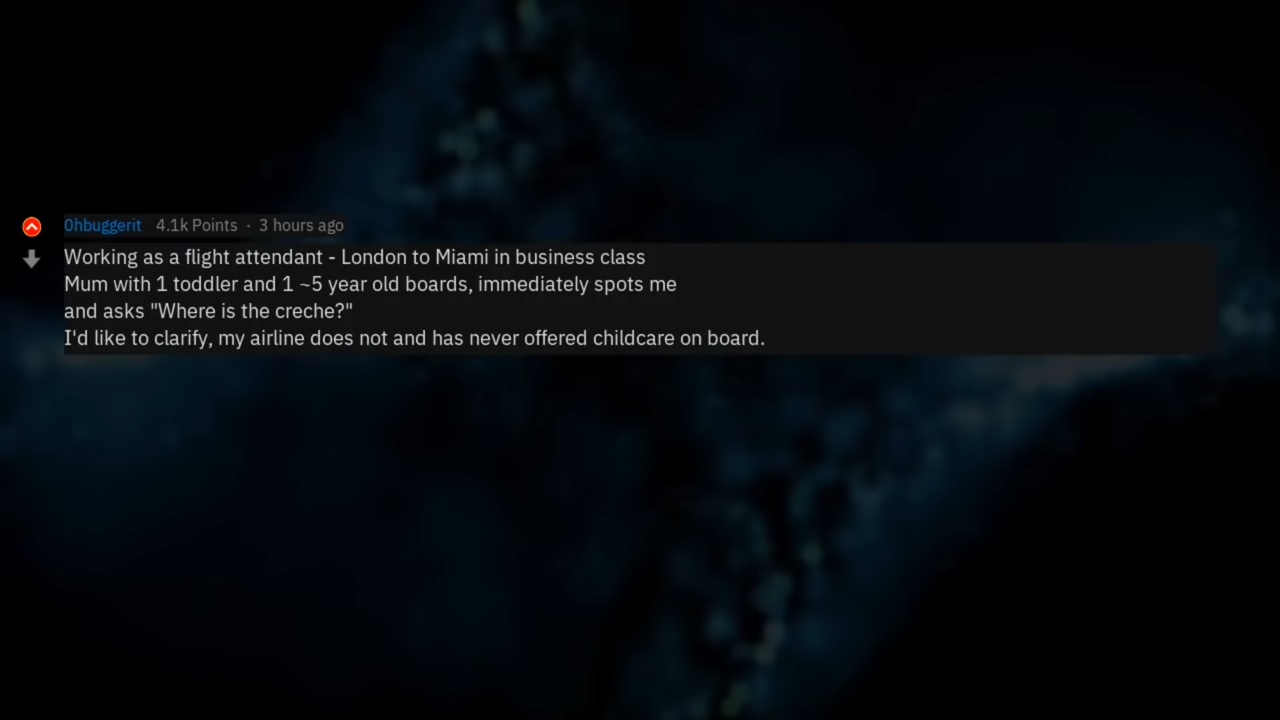 Ohbuggerit 4.1k Points · 3 hours ago
Working as a flight attendant - London to Miami in business class
Mum with 1 toddler and 1 ~5 year old boards, immediately spots me
and asks "Where is the creche?"
I'd like to clarify, my airline does not and has never offered childcare on board.